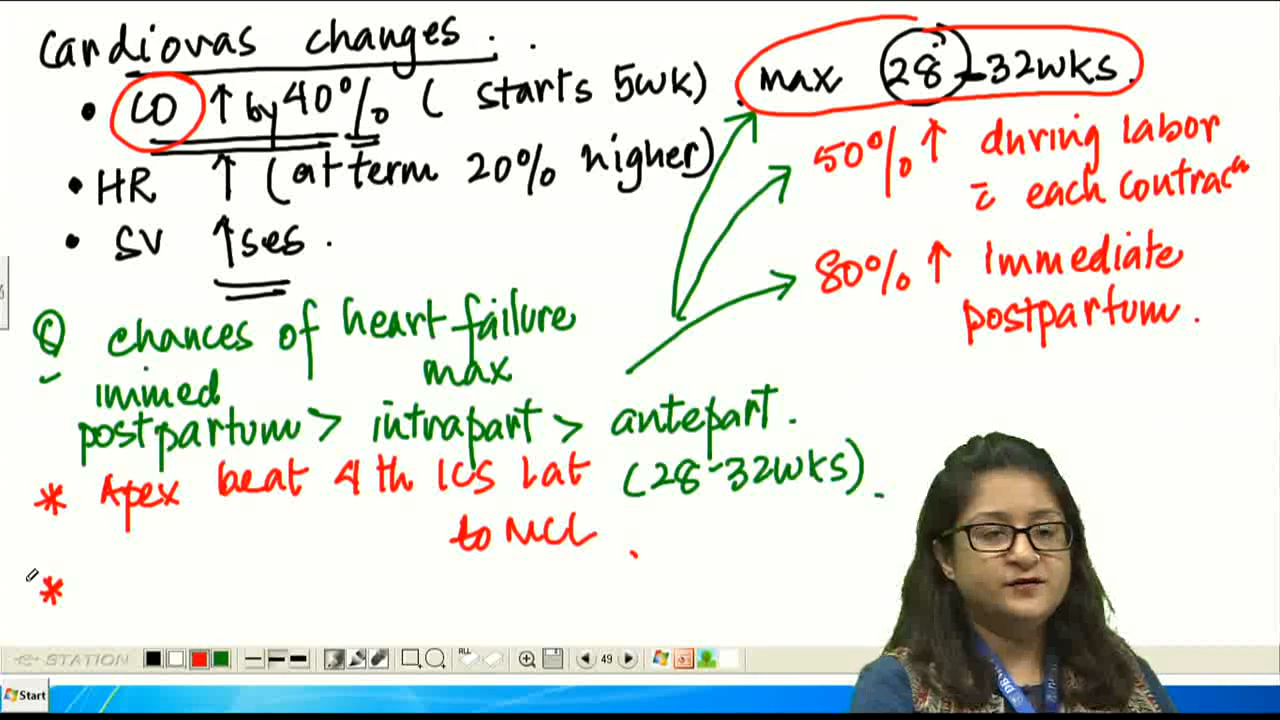 Cardiovas changes.
• CO ↑ by 40% ( starts 5wk) .
max 28-32wks.
• HR ↑ (at term 20% higher)
• SV ↑ses .
50% ↑ during labor
c̄ each contracn
80% ↑ immediate
postpartum.
Q chances of heart failure
max
immed
postpartum > intrapart > antepart.
(28-32wks).
* Apex beat 4th ICS lat
to MCL .
*
STATION
ALL
49
Start